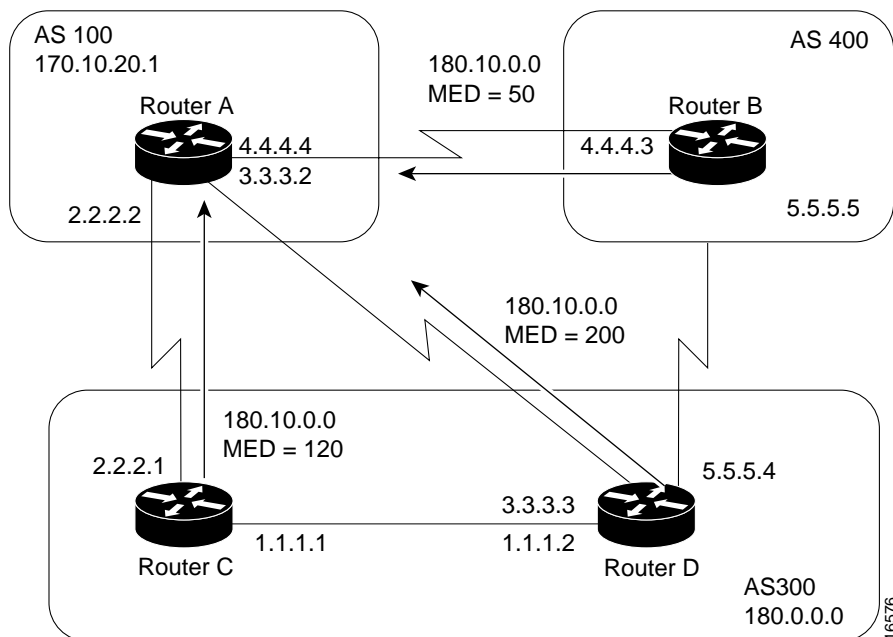 AS 100
170.10.20.1
AS 400
180.10.0.0
MED = 50
Router A
Router B
4.4.4.4
3.3.3.2
4.4.4.3
2.2.2.2
5.5.5.5
180.10.0.0
MED = 200
180.10.0.0
MED = 120
2.2.2.1
5.5.5.4
3.3.3.3
1.1.1.1
1.1.1.2
Router C
Router D
AS300
180.0.0.0
16576